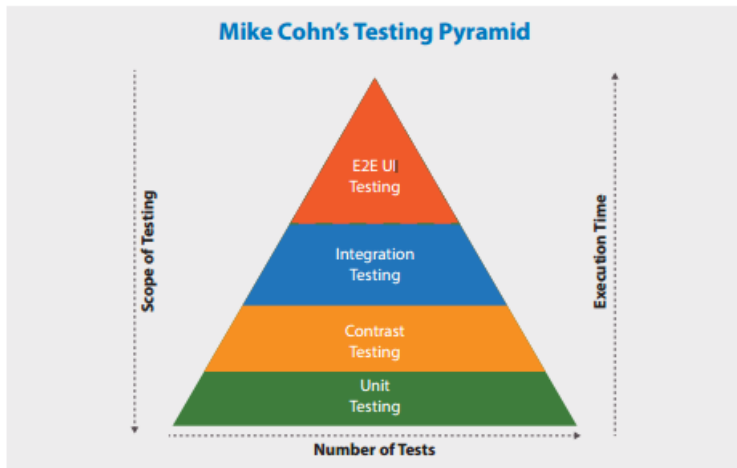 Mike Cohn's Testing Pyramid
E2E UI
Testing
Integration
Testing
Contrast
Testing
Unit
Testing
Scope of Testing
Execution Time
Number of Tests